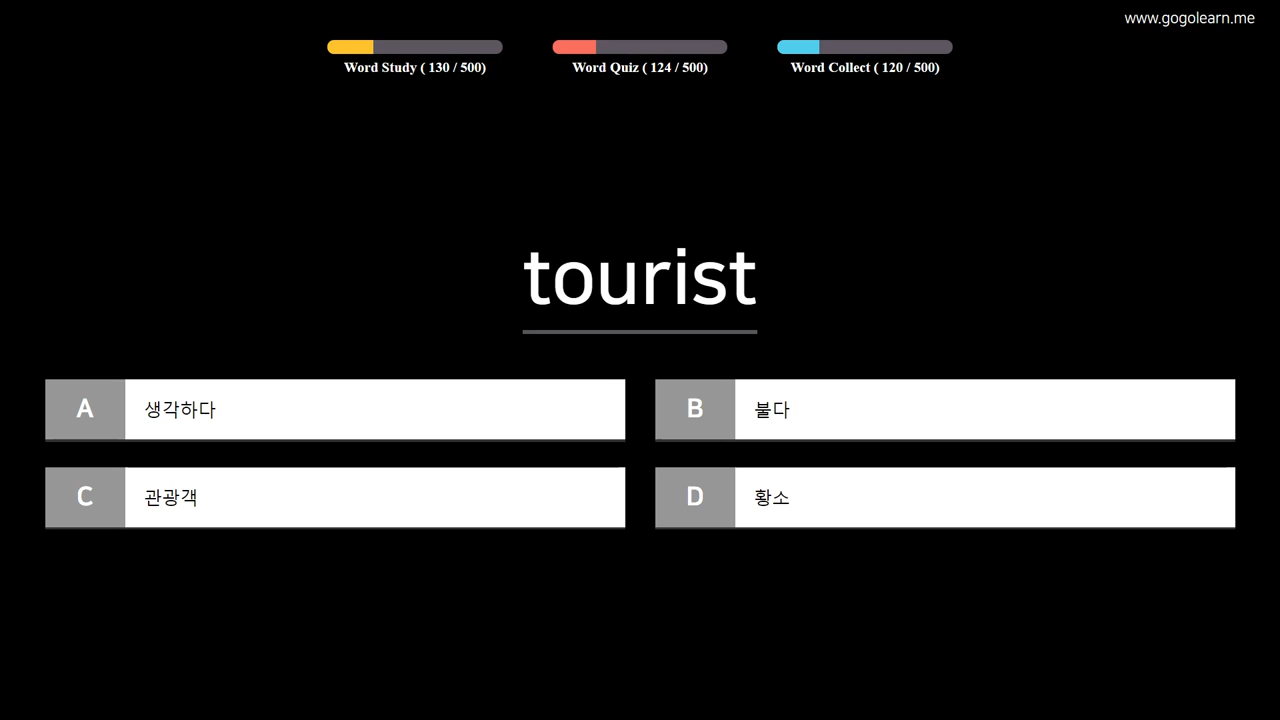 www.gogolearn.me
Word Study ( 130 / 500)
Word Quiz ( 124 / 500)
Word Collect ( 120 / 500)
tourist
A 생각하다
B 불다
C 관광객
D 황소